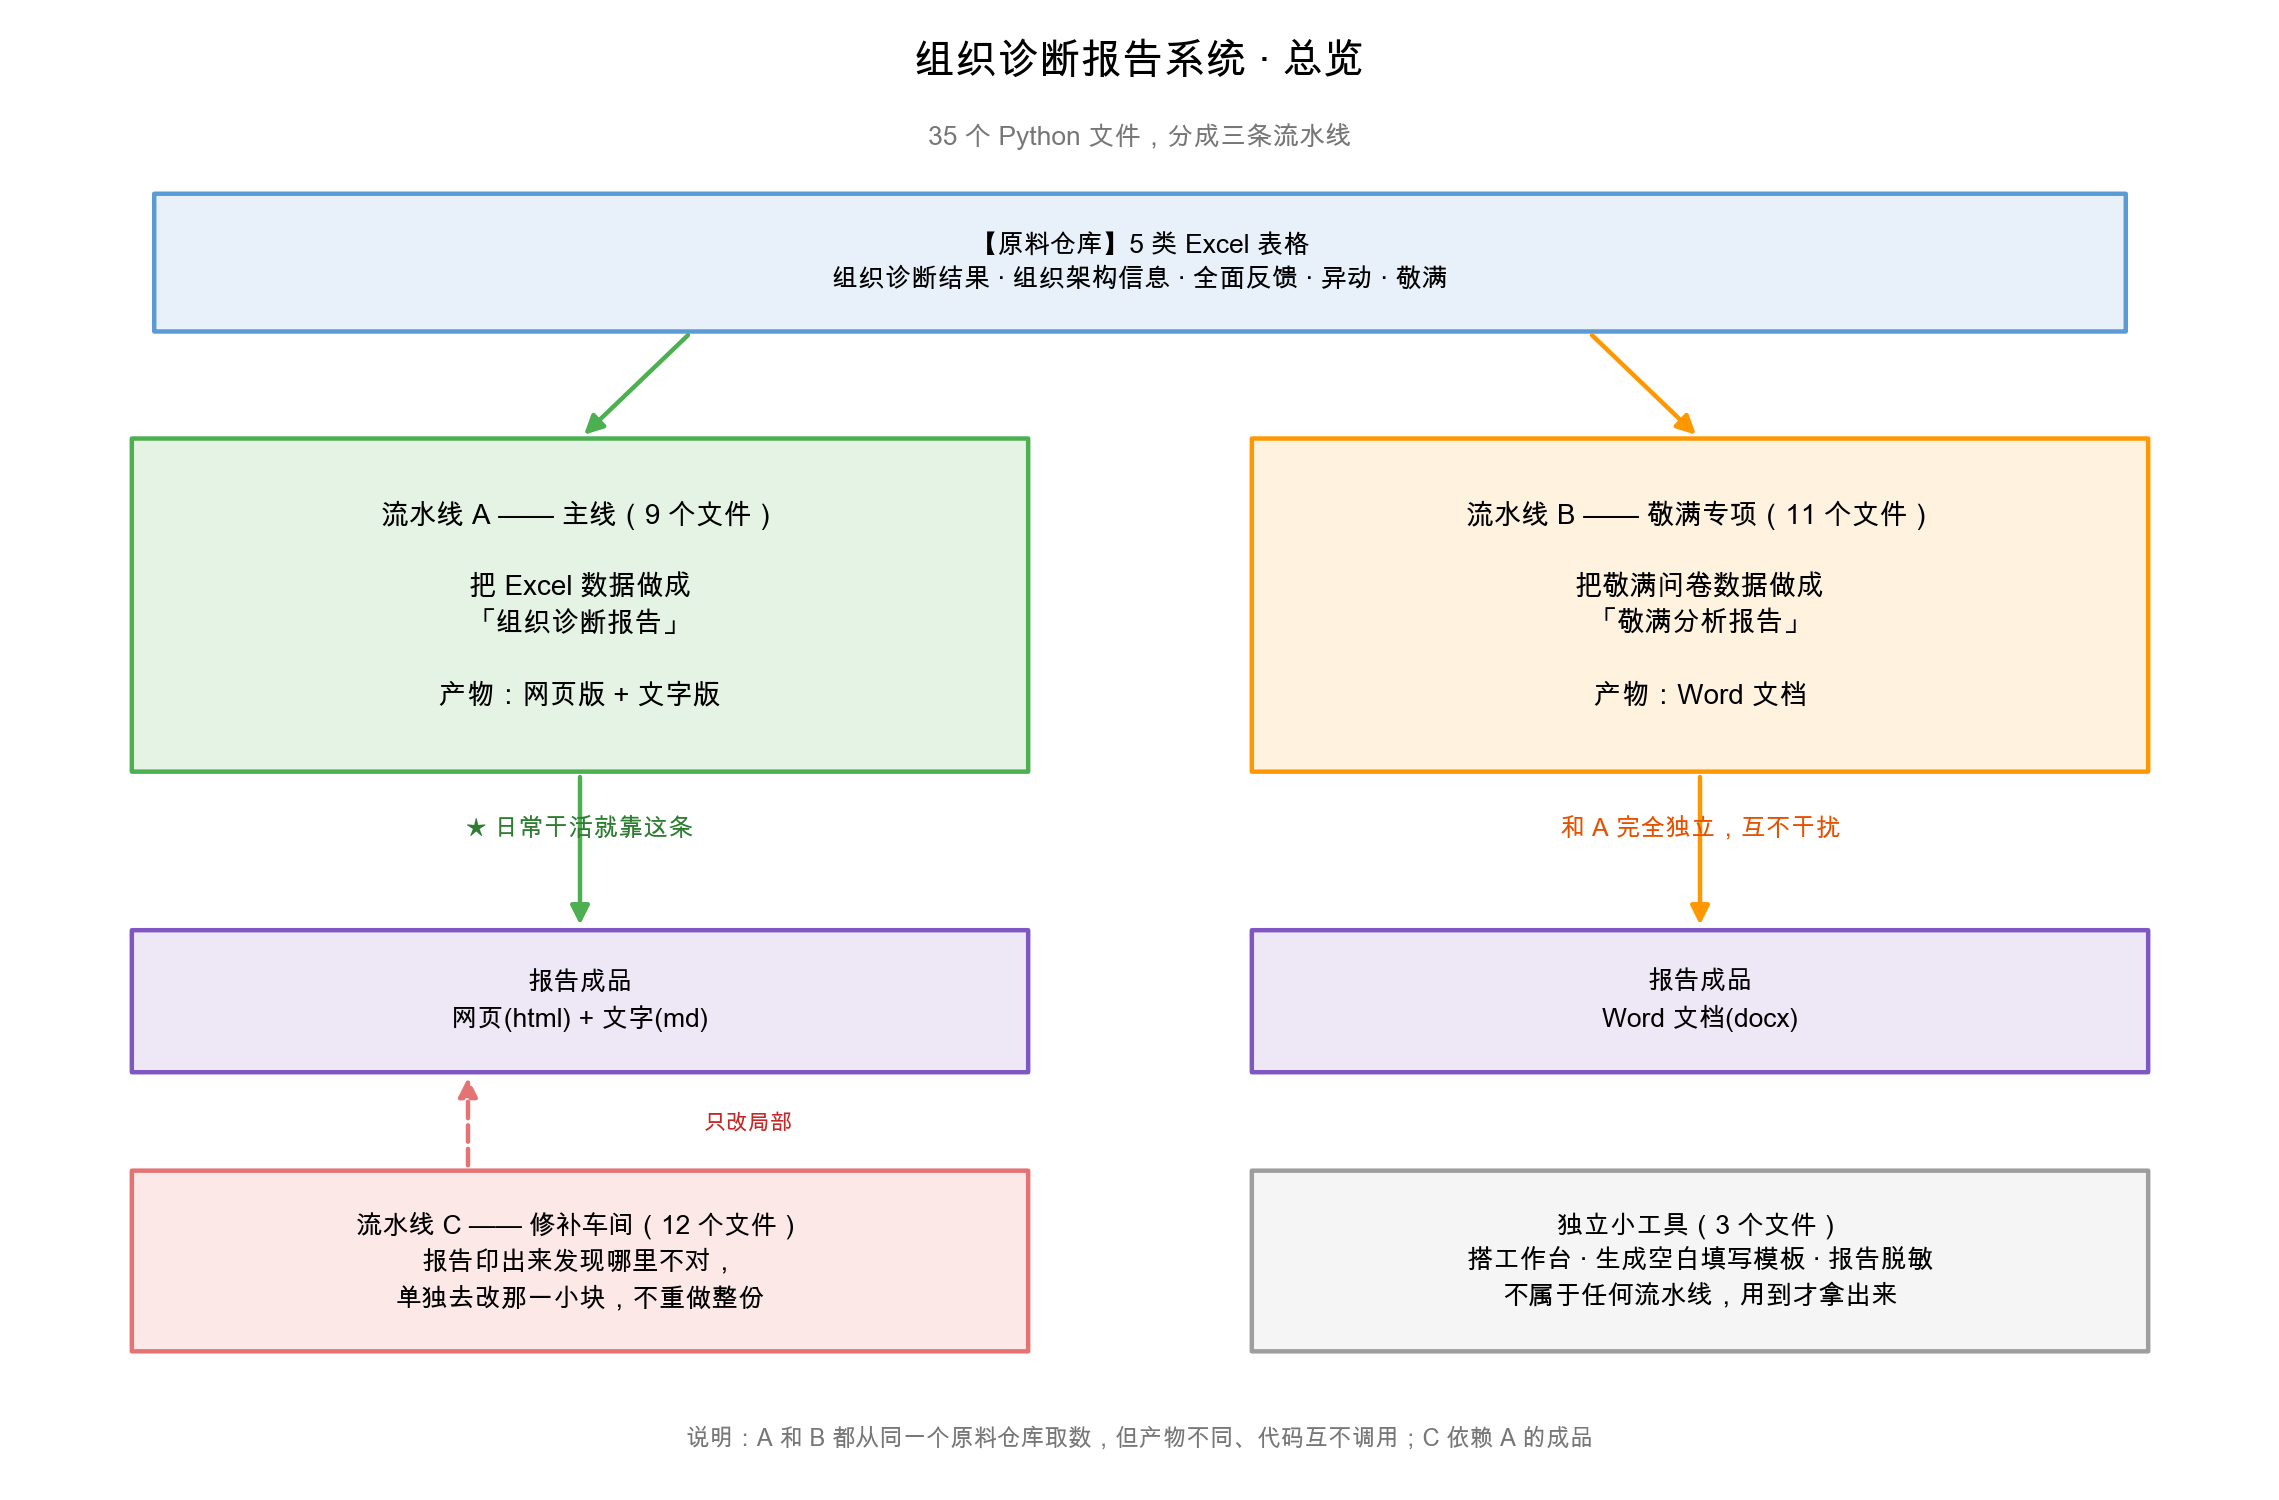 组织诊断报告系统 · 总览
35 个 Python 文件，分成三条流水线
【原料仓库】5 类 Excel 表格
组织诊断结果 · 组织架构信息 · 全面反馈 · 异动 · 敬满
流水线 A —— 主线（9 个文件）
把 Excel 数据做成
「组织诊断报告」
产物：网页版 + 文字版
流水线 B —— 敬满专项（11 个文件）
把敬满问卷数据做成
「敬满分析报告」
产物：Word 文档
★ 日常干活就靠这条
和 A 完全独立，互不干扰
报告成品
网页(html) + 文字(md)
报告成品
Word 文档(docx)
只改局部
流水线 C —— 修补车间（12 个文件）
报告印出来发现哪里不对，
单独去改那一小块，不重做整份
独立小工具（3 个文件）
搭工作台 · 生成空白填写模板 · 报告脱敏
不属于任何流水线，用到才拿出来
说明：A 和 B 都从同一个原料仓库取数，但产物不同、代码互不调用；C 依赖 A 的成品